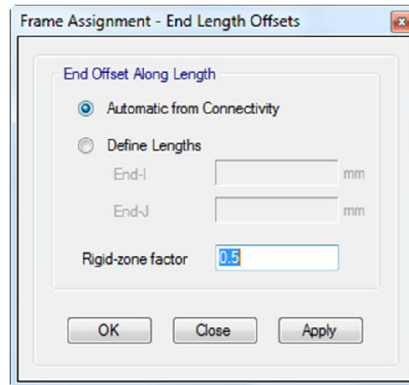 Frame Assignment - End Length Offsets
End Offset Along Length
Automatic from Connectivity
Define Lengths
End-I mm
End-J mm
Rigid-zone factor 0.5
OK Close Apply